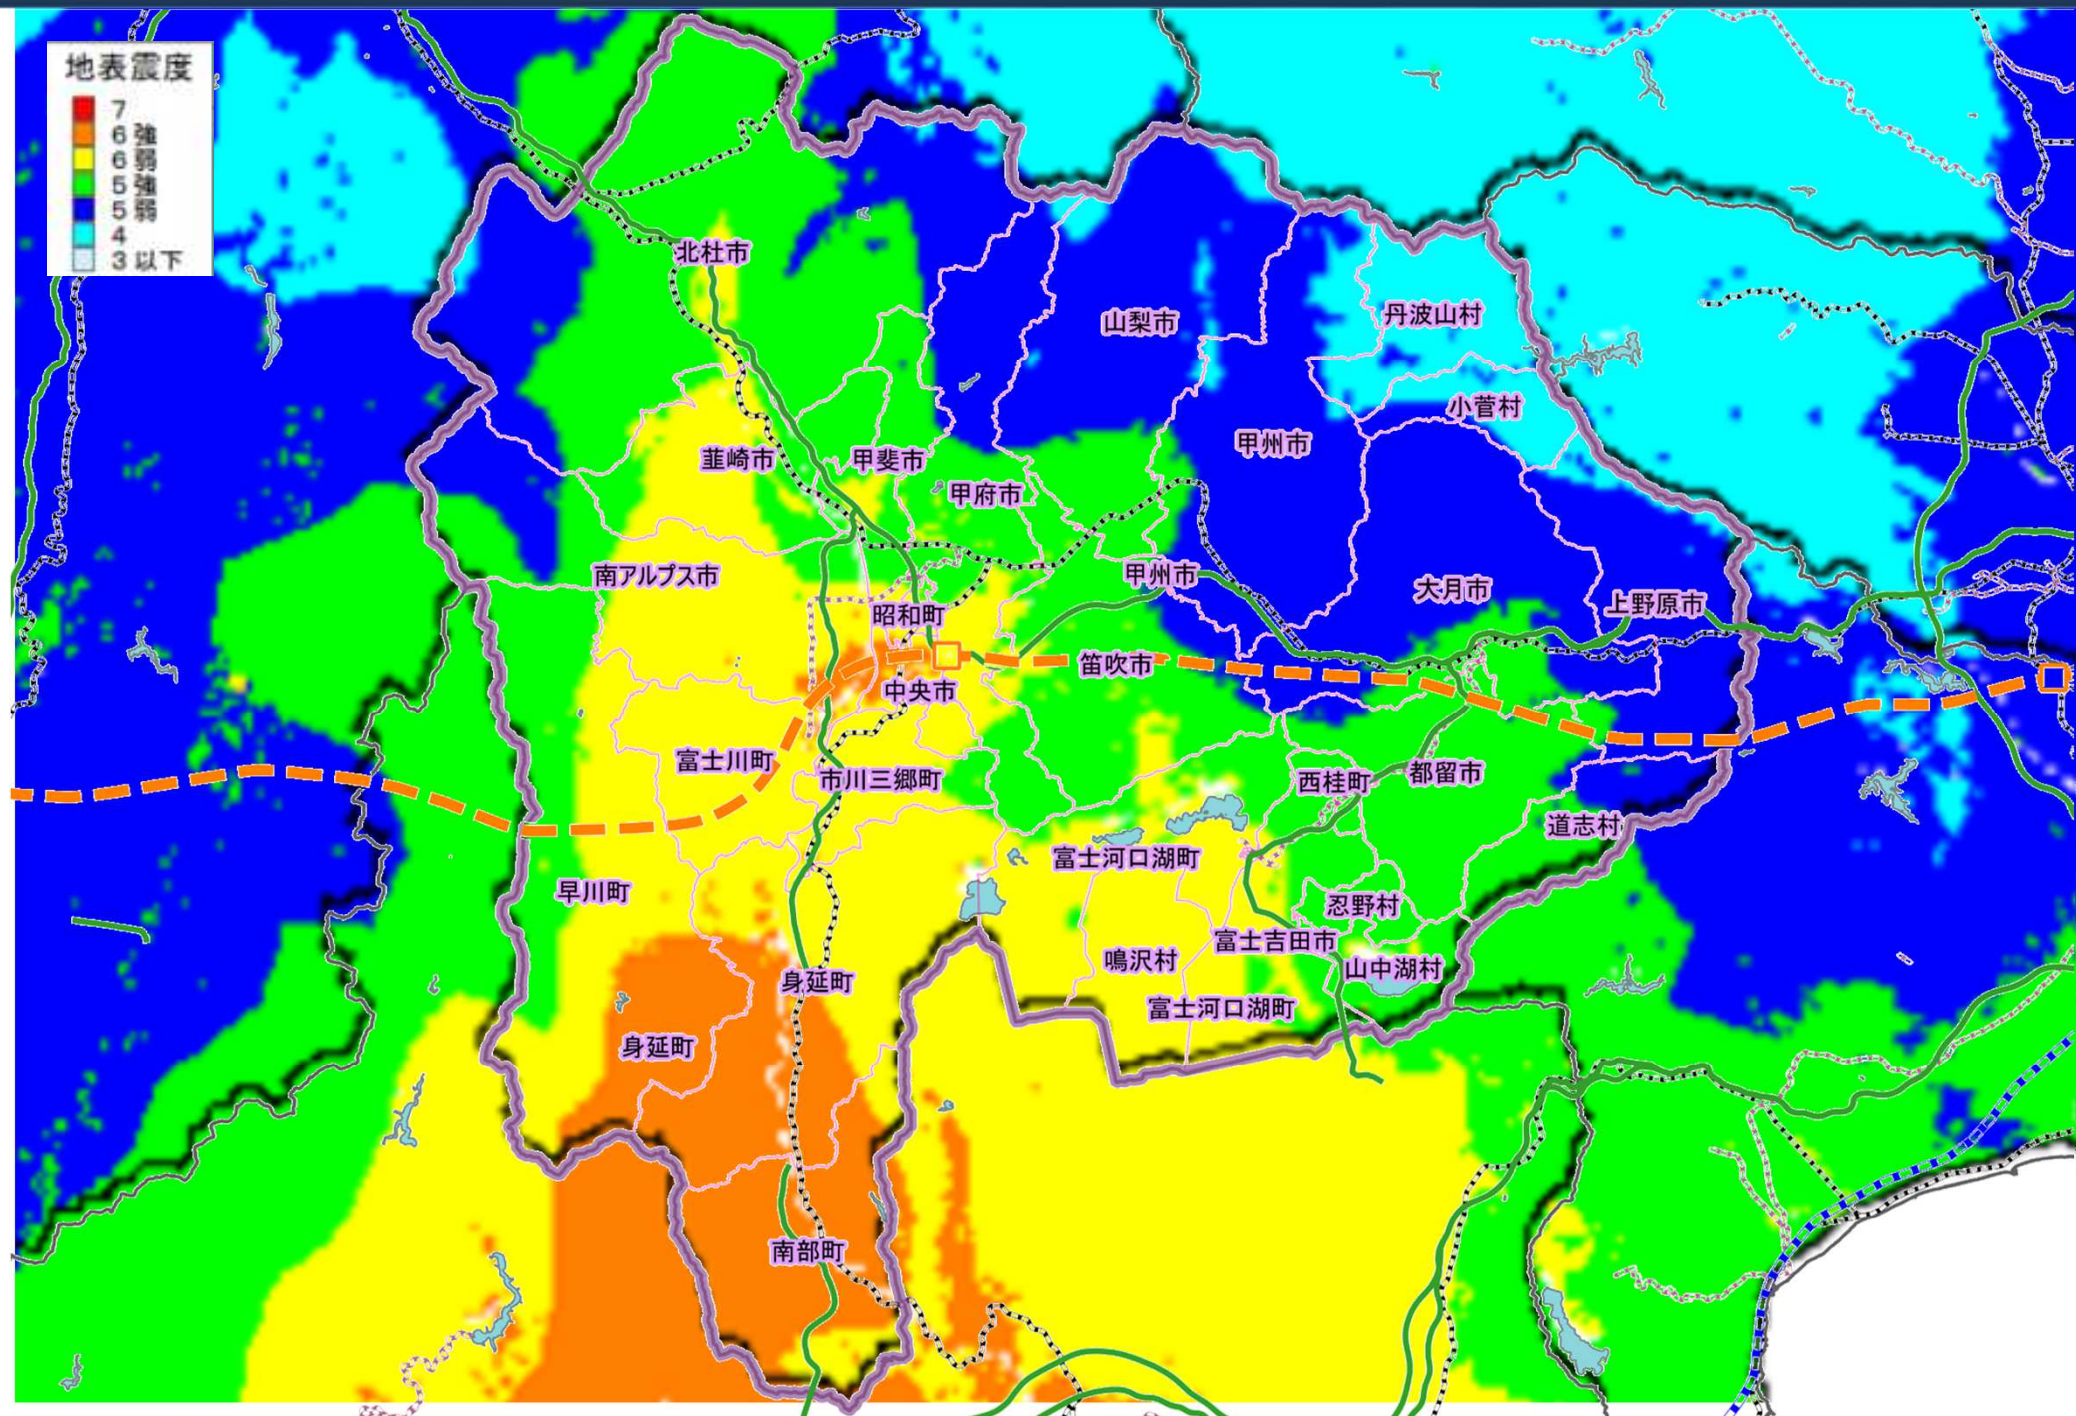 地表震度
7
6強
6弱
5強
5弱
4
3以下
北杜市
山梨市
丹波山村
小菅村
甲州市
韮崎市
甲斐市
甲府市
南アルプス市
甲州市
大月市
上野原市
昭和町
笛吹市
中央市
富士川町
市川三郷町
西桂町
都留市
道志村
富士河口湖町
早川町
忍野村
富士吉田市
鳴沢村
山中湖村
身延町
富士河口湖町
身延町
南部町